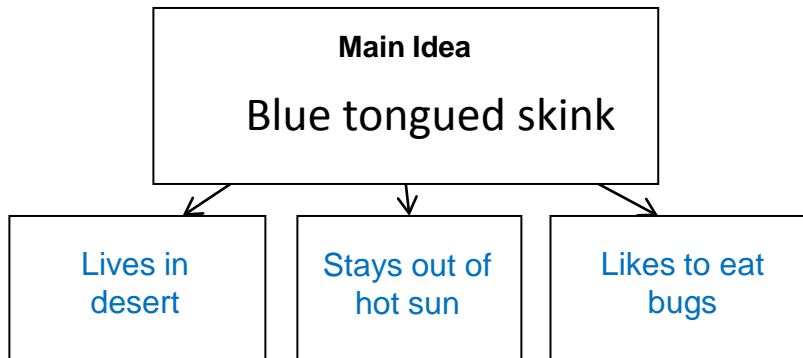 Main Idea
Blue tongued skink
Lives in
desert
Stays out of
hot sun
Likes to eat
bugs